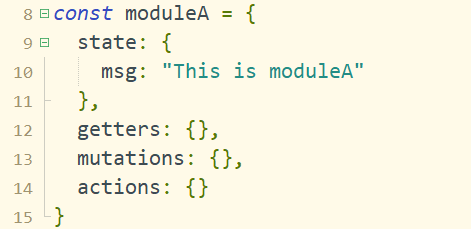 8 const moduleA = {
9   state: {
10     msg: "This is moduleA"
11   },
12   getters: {},
13   mutations: {},
14   actions: {}
15 }